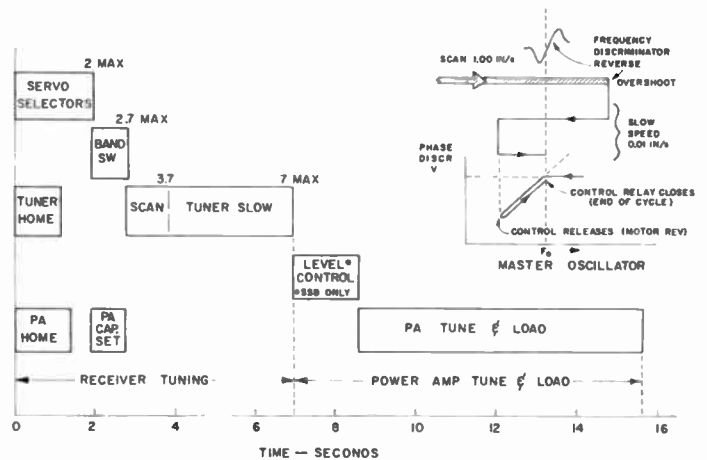 2 MAX
SERVO
SELECTORS
2.7 MAX
BAND
SW
3.7
7 MAX
TUNER
HOME
SCAN
TUNER SLOW
LEVEL*
CONTROL
*SSB ONLY
PA
HOME
PA
CAP.
SET
PA TUNE & LOAD
RECEIVER TUNING
POWER AMP TUNE & LOAD
0 2 4 6 8 10 12 14 16
TIME — SECONDS
SCAN 1.00 IN/s
FREQUENCY
DISCRIMINATOR
REVERSE
OVERSHOOT
SLOW
SPEED
0.01 IN/s
PHASE
DISCR
V
CONTROL RELAY CLOSES
(END OF CYCLE)
CONTROL RELEASES (MOTOR REV)
F₀
MASTER OSCILLATOR